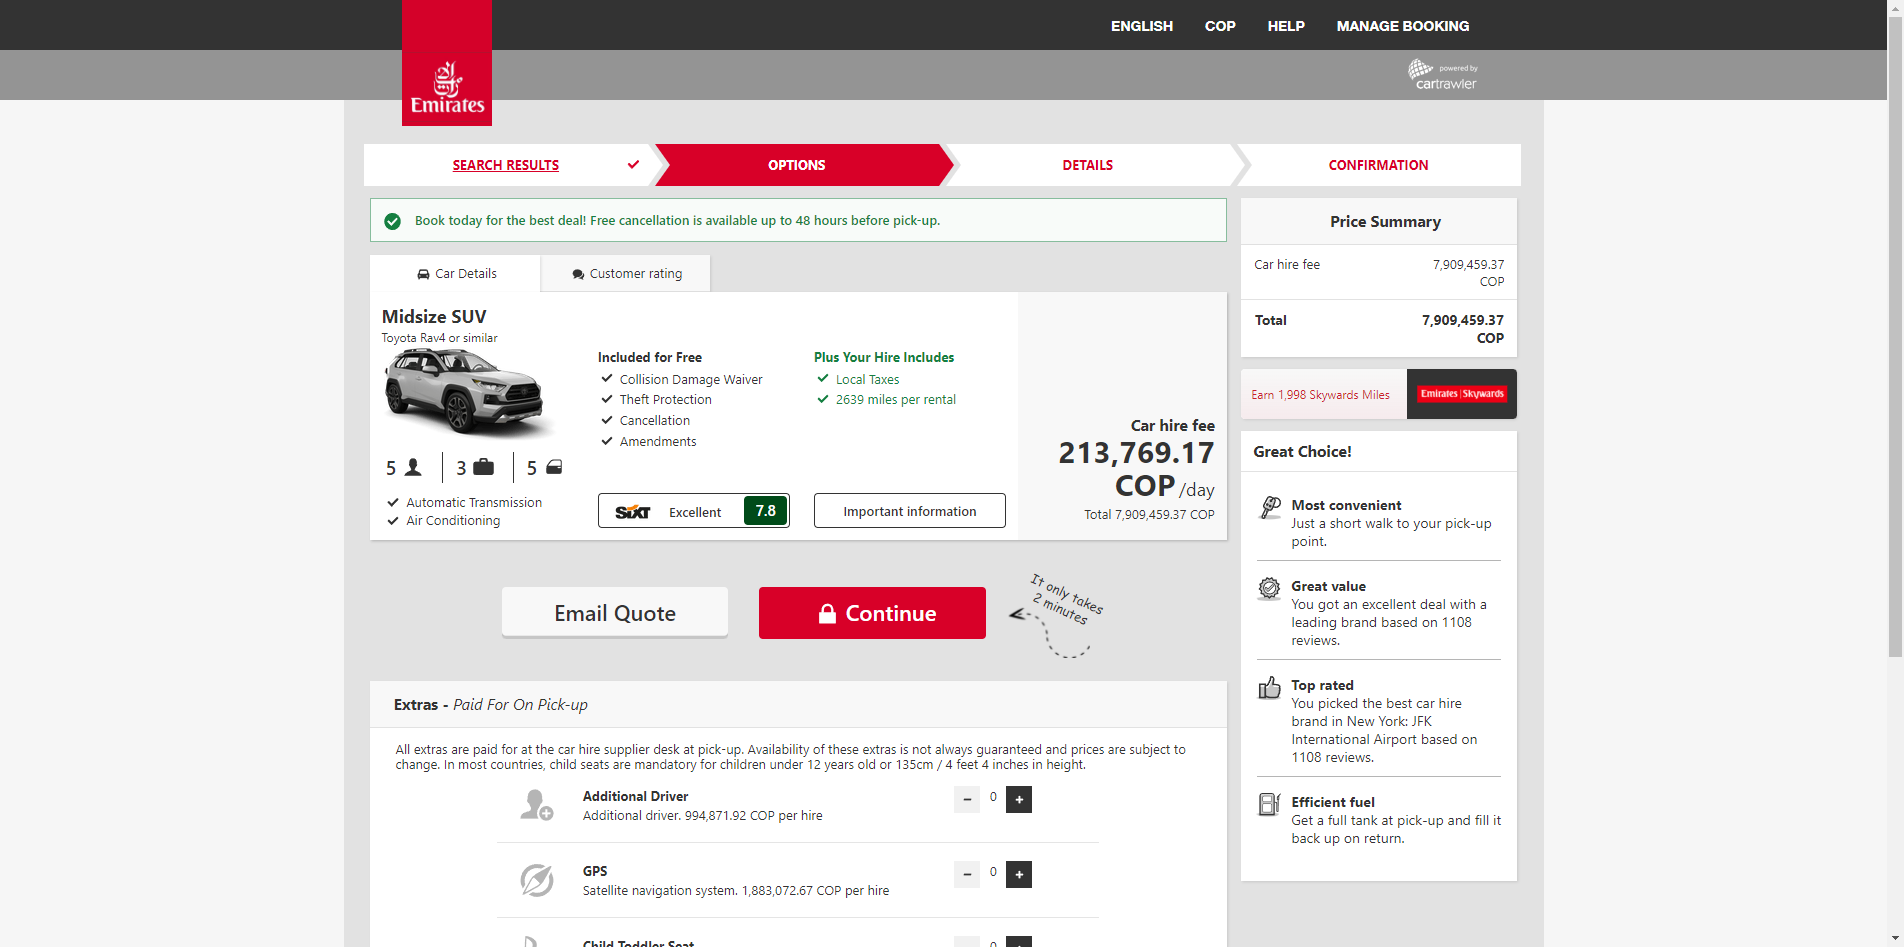 ENGLISH
COP
HELP
MANAGE BOOKING
Emirates
powered by
cartrawler
SEARCH RESULTS
OPTIONS
DETAILS
CONFIRMATION
Book today for the best deal! Free cancellation is available up to 48 hours before pick-up.
Car Details
Customer rating
Midsize SUV
Toyota Rav4 or similar
5
3
5
Automatic Transmission
Air Conditioning
Included for Free
Collision Damage Waiver
Theft Protection
Cancellation
Amendments
SIXT Excellent 7.8
Plus Your Hire Includes
Local Taxes
2639 miles per rental
Important information
Car hire fee
213,769.17
COP /day
Total 7,909,459.37 COP
Email Quote
Continue
It only takes
2 minutes
Extras - Paid For On Pick-up
All extras are paid for at the car hire supplier desk at pick-up. Availability of these extras is not always guaranteed and prices are subject to
change. In most countries, child seats are mandatory for children under 12 years old or 135cm / 4 feet 4 inches in height.
Additional Driver
Additional driver. 994,871.92 COP per hire
- 0 +
GPS
Satellite navigation system. 1,883,072.67 COP per hire
- 0 +
Child Toddler Seat
0
Price Summary
Car hire fee 7,909,459.37
COP
Total 7,909,459.37
COP
Earn 1,998 Skywards Miles
Emirates | Skywards
Great Choice!
Most convenient
Just a short walk to your pick-up
point.
Great value
You got an excellent deal with a
leading brand based on 1108
reviews.
Top rated
You picked the best car hire
brand in New York: JFK
International Airport based on
1108 reviews.
Efficient fuel
Get a full tank at pick-up and fill it
back up on return.